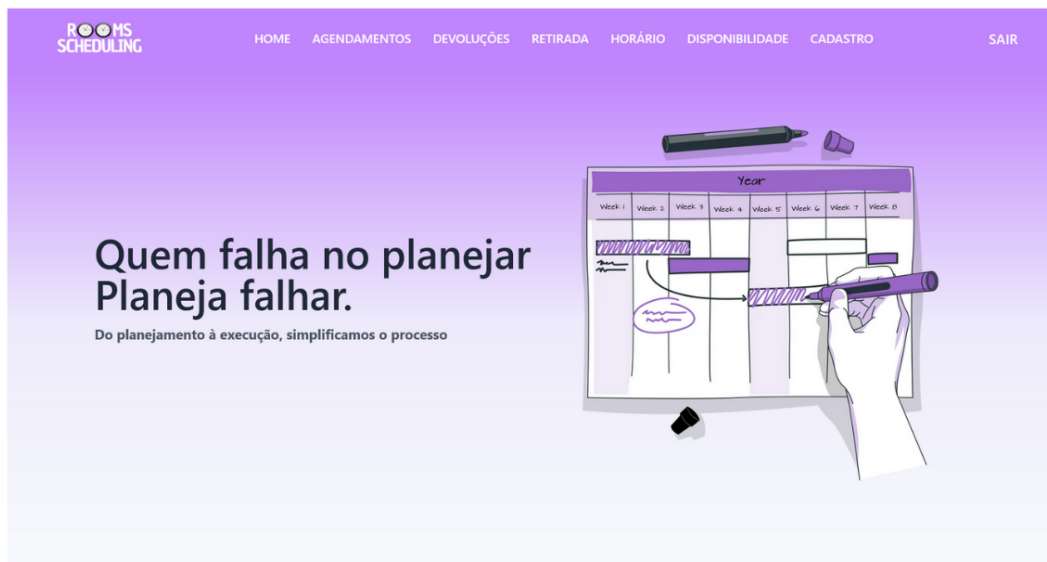 ROOMS
SCHEDULING
HOME AGENDAMENTOS DEVOLUÇÕES RETIRADA HORÁRIO DISPONIBILIDADE CADASTRO SAIR
Year
Week 1 Week 2 Week 3 Week 4 Week 5 Week 6 Week 7 Week 8
Quem falha no planejar
Planeja falhar.
Do planejamento à execução, simplificamos o processo